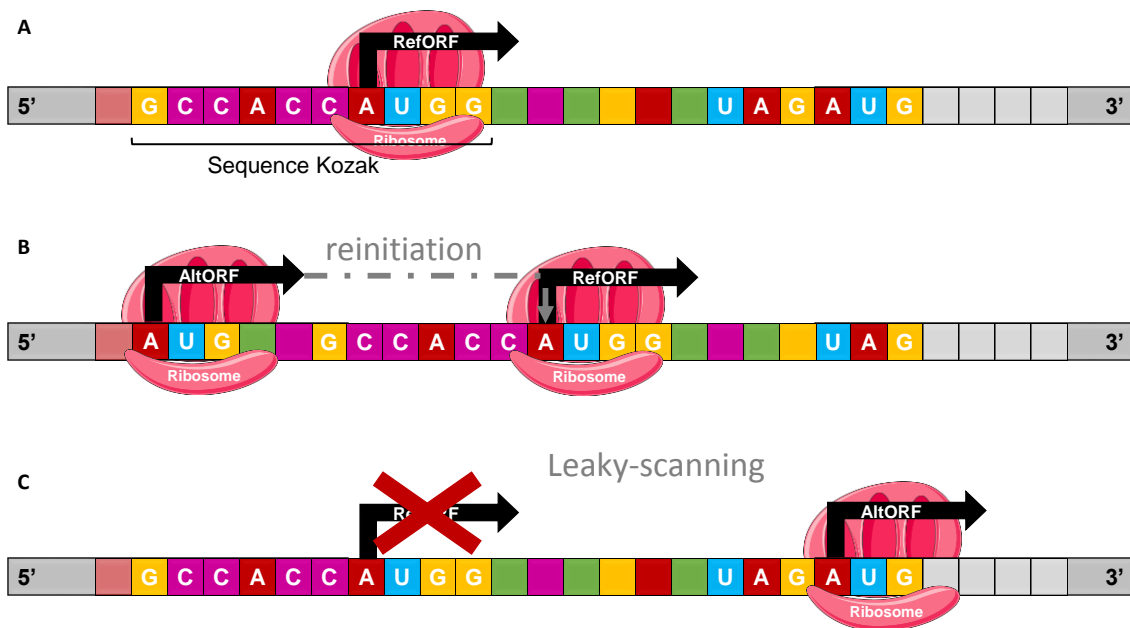 A
RefORF
5' G C C A C C A U G G U A G A U G 3'
Ribosome
Sequence Kozak
B
reinitiation
AltORF
RefORF
5' A U G G C C A C C A U G G U A G 3'
Ribosome
Ribosome
Leaky-scanning
C
RefORF
AltORF
5' G C C A C C A U G G U A G A U G 3'
Ribosome